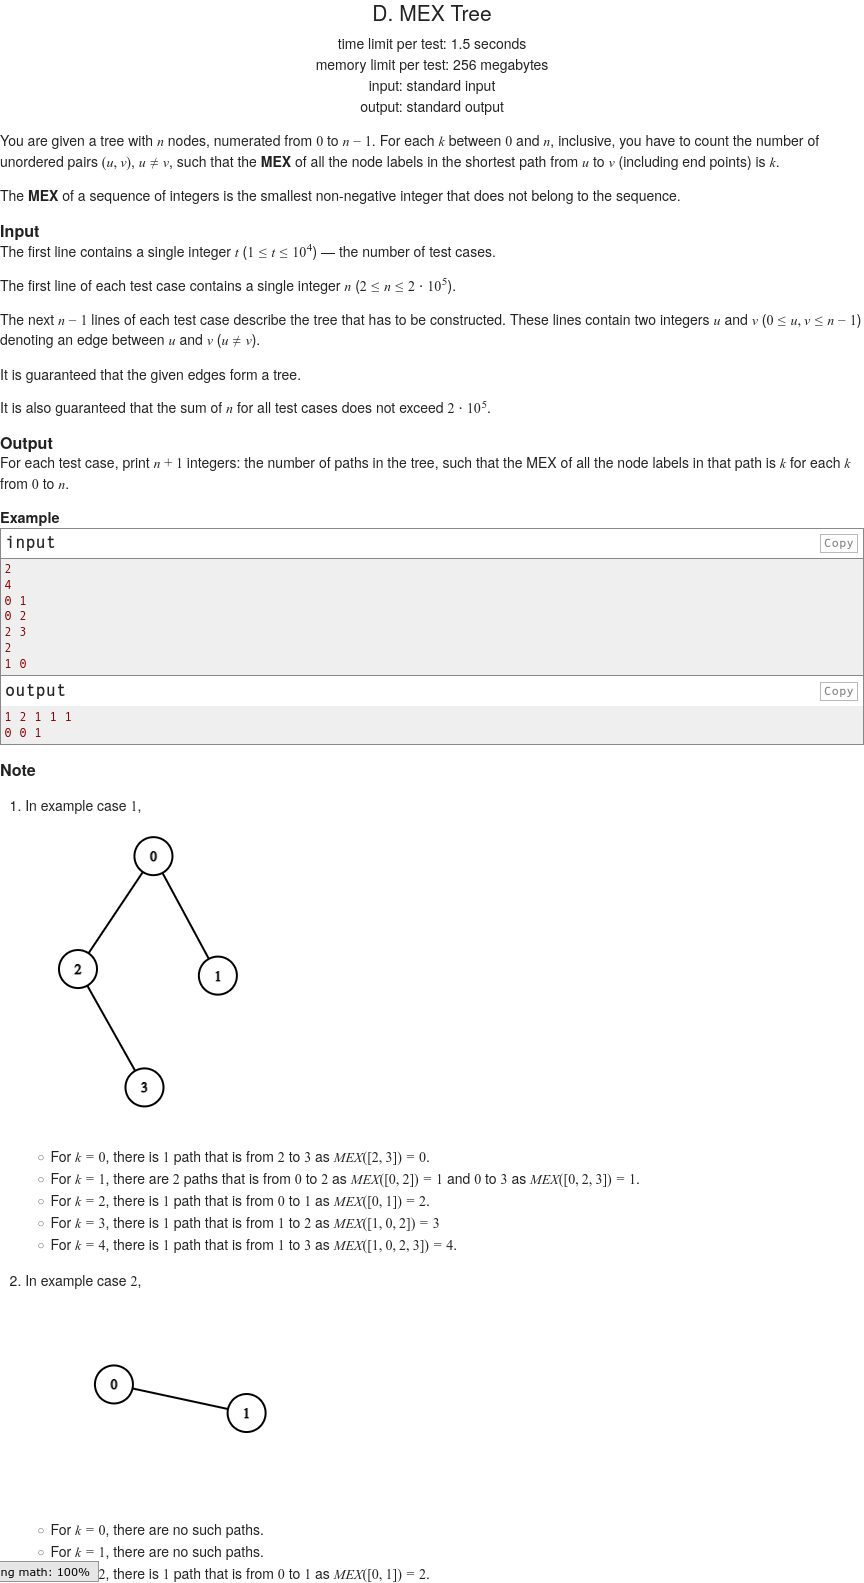 D. MEX Tree
time limit per test: 1.5 seconds
memory limit per test: 256 megabytes
input: standard input
output: standard output
You are given a tree with n nodes, numerated from 0 to n − 1. For each k between 0 and n, inclusive, you have to count the number of
unordered pairs (u, v), u ≠ v, such that the MEX of all the node labels in the shortest path from u to v (including end points) is k.
The MEX of a sequence of integers is the smallest non-negative integer that does not belong to the sequence.
Input
The first line contains a single integer t (1 ≤ t ≤ 10^4) — the number of test cases.
The first line of each test case contains a single integer n (2 ≤ n ≤ 2 · 10^5).
The next n − 1 lines of each test case describe the tree that has to be constructed. These lines contain two integers u and v (0 ≤ u, v ≤ n − 1)
denoting an edge between u and v (u ≠ v).
It is guaranteed that the given edges form a tree.
It is also guaranteed that the sum of n for all test cases does not exceed 2 · 10^5.
Output
For each test case, print n + 1 integers: the number of paths in the tree, such that the MEX of all the node labels in that path is k for each k
from 0 to n.
Example
input Copy
2
4
0 1
0 2
2 3
2
1 0
output Copy
1 2 1 1 1
0 0 1
Note
1. In example case 1,
0
2
1
3
○ For k = 0, there is 1 path that is from 2 to 3 as MEX([2, 3]) = 0.
○ For k = 1, there are 2 paths that is from 0 to 2 as MEX([0, 2]) = 1 and 0 to 3 as MEX([0, 2, 3]) = 1.
○ For k = 2, there is 1 path that is from 0 to 1 as MEX([0, 1]) = 2.
○ For k = 3, there is 1 path that is from 1 to 2 as MEX([1, 0, 2]) = 3
○ For k = 4, there is 1 path that is from 1 to 3 as MEX([1, 0, 2, 3]) = 4.
2. In example case 2,
0
1
○ For k = 0, there are no such paths.
○ For k = 1, there are no such paths.
ng math: 100% 2, there is 1 path that is from 0 to 1 as MEX([0, 1]) = 2.